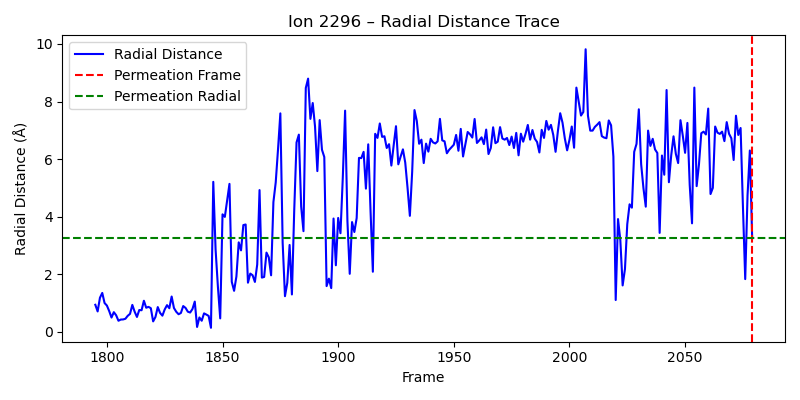 Ion 2296 – Radial Distance Trace
Radial Distance
Permeation Frame
Permeation Radial
Radial Distance (Å)
10
8
6
4
2
0
1800
1850
1900
1950
2000
2050
Frame